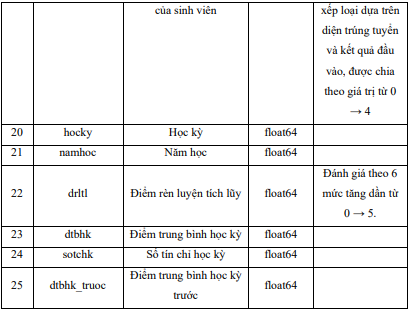 của sinh viên
xếp loại dựa trên
diện trúng tuyển
và kết quả đầu
vào, được chia
theo giá trị từ 0
→ 4
20 hocky Học kỳ float64
21 namhoc Năm học float64
22 drltl Điểm rèn luyện tích lũy float64
Đánh giá theo 6
mức tăng dần từ
0 → 5.
23 dtbhk Điểm trung bình học kỳ float64
24 sotchk Số tín chỉ học kỳ float64
25 dtbhk_truoc Điểm trung bình học kỳ
trước
float64